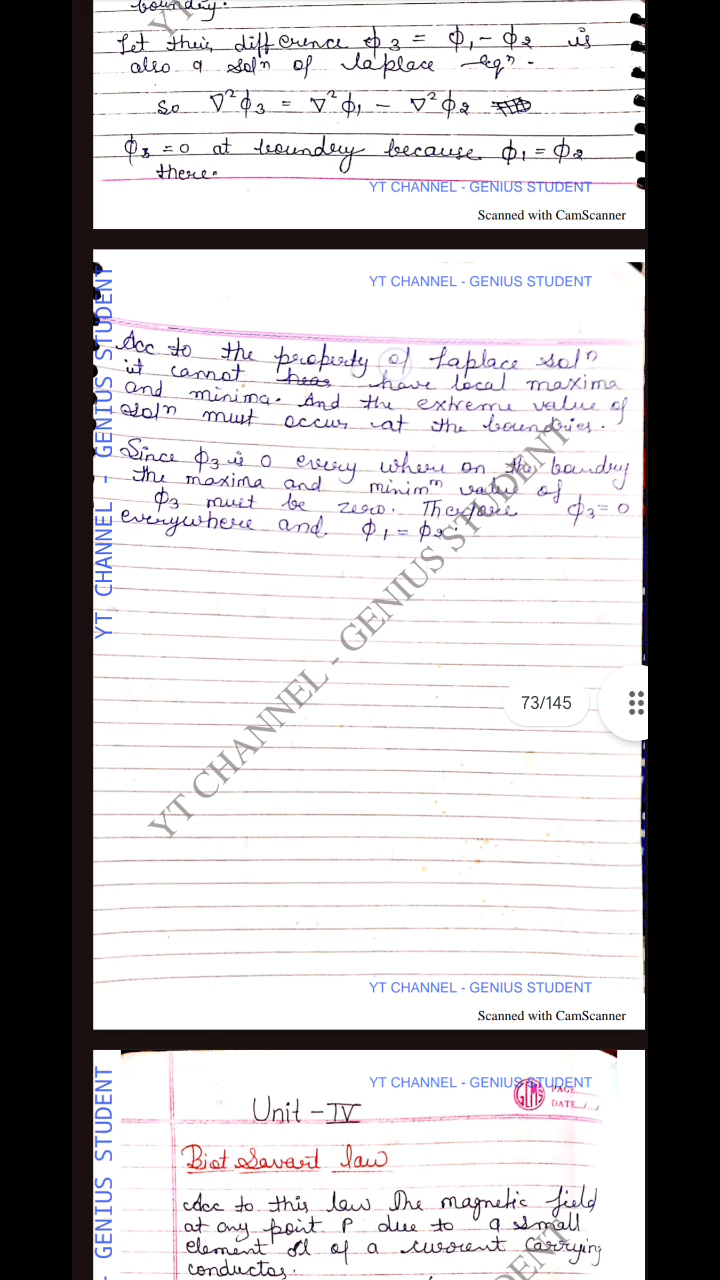 boundry.
Let their difference ϕ3 = ϕ1 - ϕ2 is
also a solⁿ of laplace eqⁿ.
So ∇²ϕ3 = ∇²ϕ1 - ∇²ϕ2
ϕ3 = 0 at boundry because ϕ1 = ϕ2
there.
YT CHANNEL - GENIUS STUDENT
Scanned with CamScanner
YT CHANNEL - GENIUS STUDENT
YT CHANNEL - GENIUS STUDENT
Acc to the property of Laplace solⁿ
it cannot have local maxima
and minima. And the extreme value of
solⁿ must occur at the boundries.
Since ϕ3 is 0 every where on the boundry
the maxima and minimᵐ value of
ϕ3 must be zero. Therefore ϕ3 = 0
everywhere and ϕ1 = ϕ2.
YT CHANNEL - GENIUS STUDENT
73/145
YT CHANNEL - GENIUS STUDENT
Scanned with CamScanner
YT CHANNEL - GENIUS STUDENT
GENIUS STUDENT
PAGE
DATE
Unit - IV
Biot Savart law
Acc to this law The magnetic field
at any point P due to a small
element dl of a current carrying
conductor.